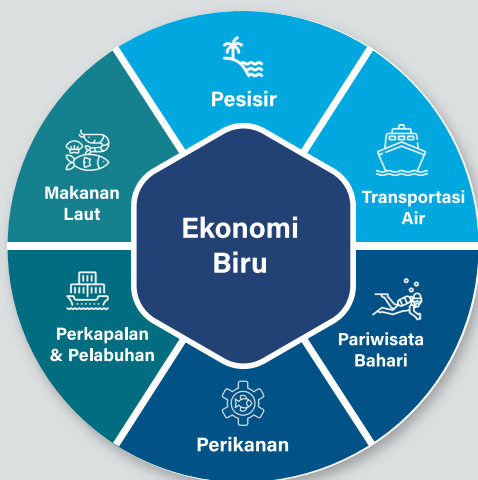 Pesisir
Makanan
Laut
Transportasi
Air
Ekonomi
Biru
Perkapalan
& Pelabuhan
Pariwisata
Bahari
Perikanan